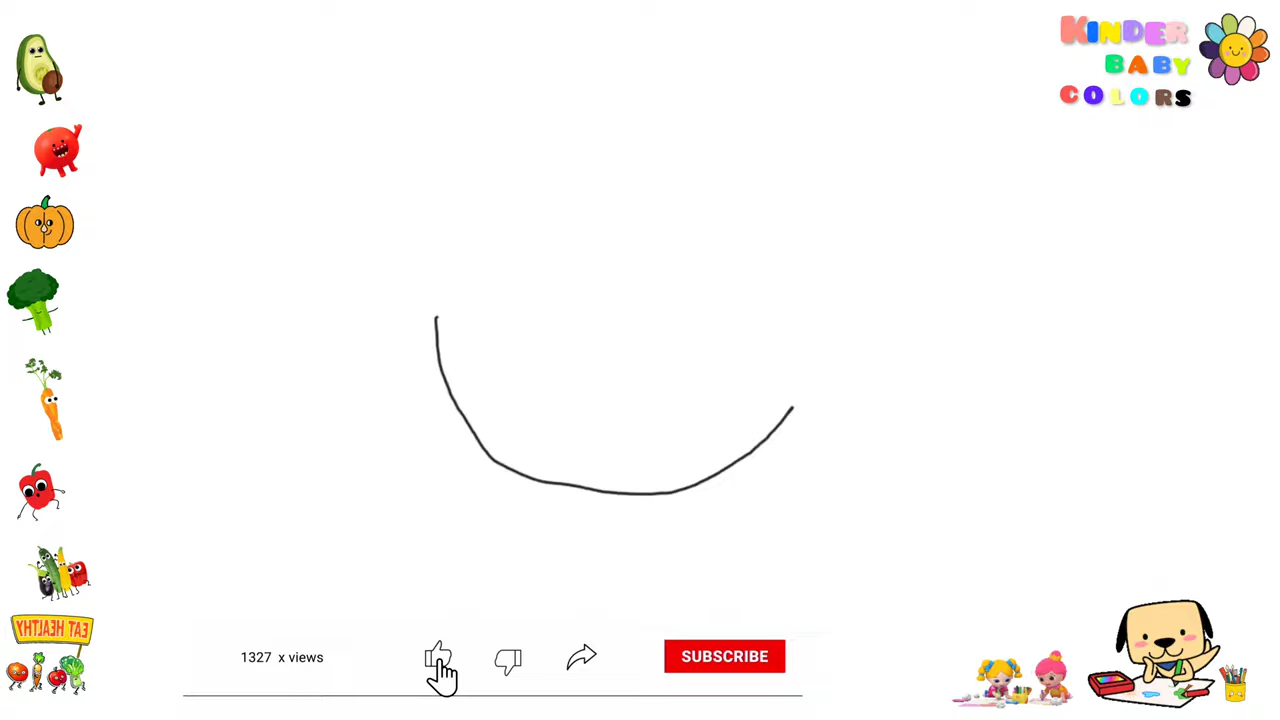 KINDER
BABY
COLORS
EAT HEALTHY
1327 x views
SUBSCRIBE